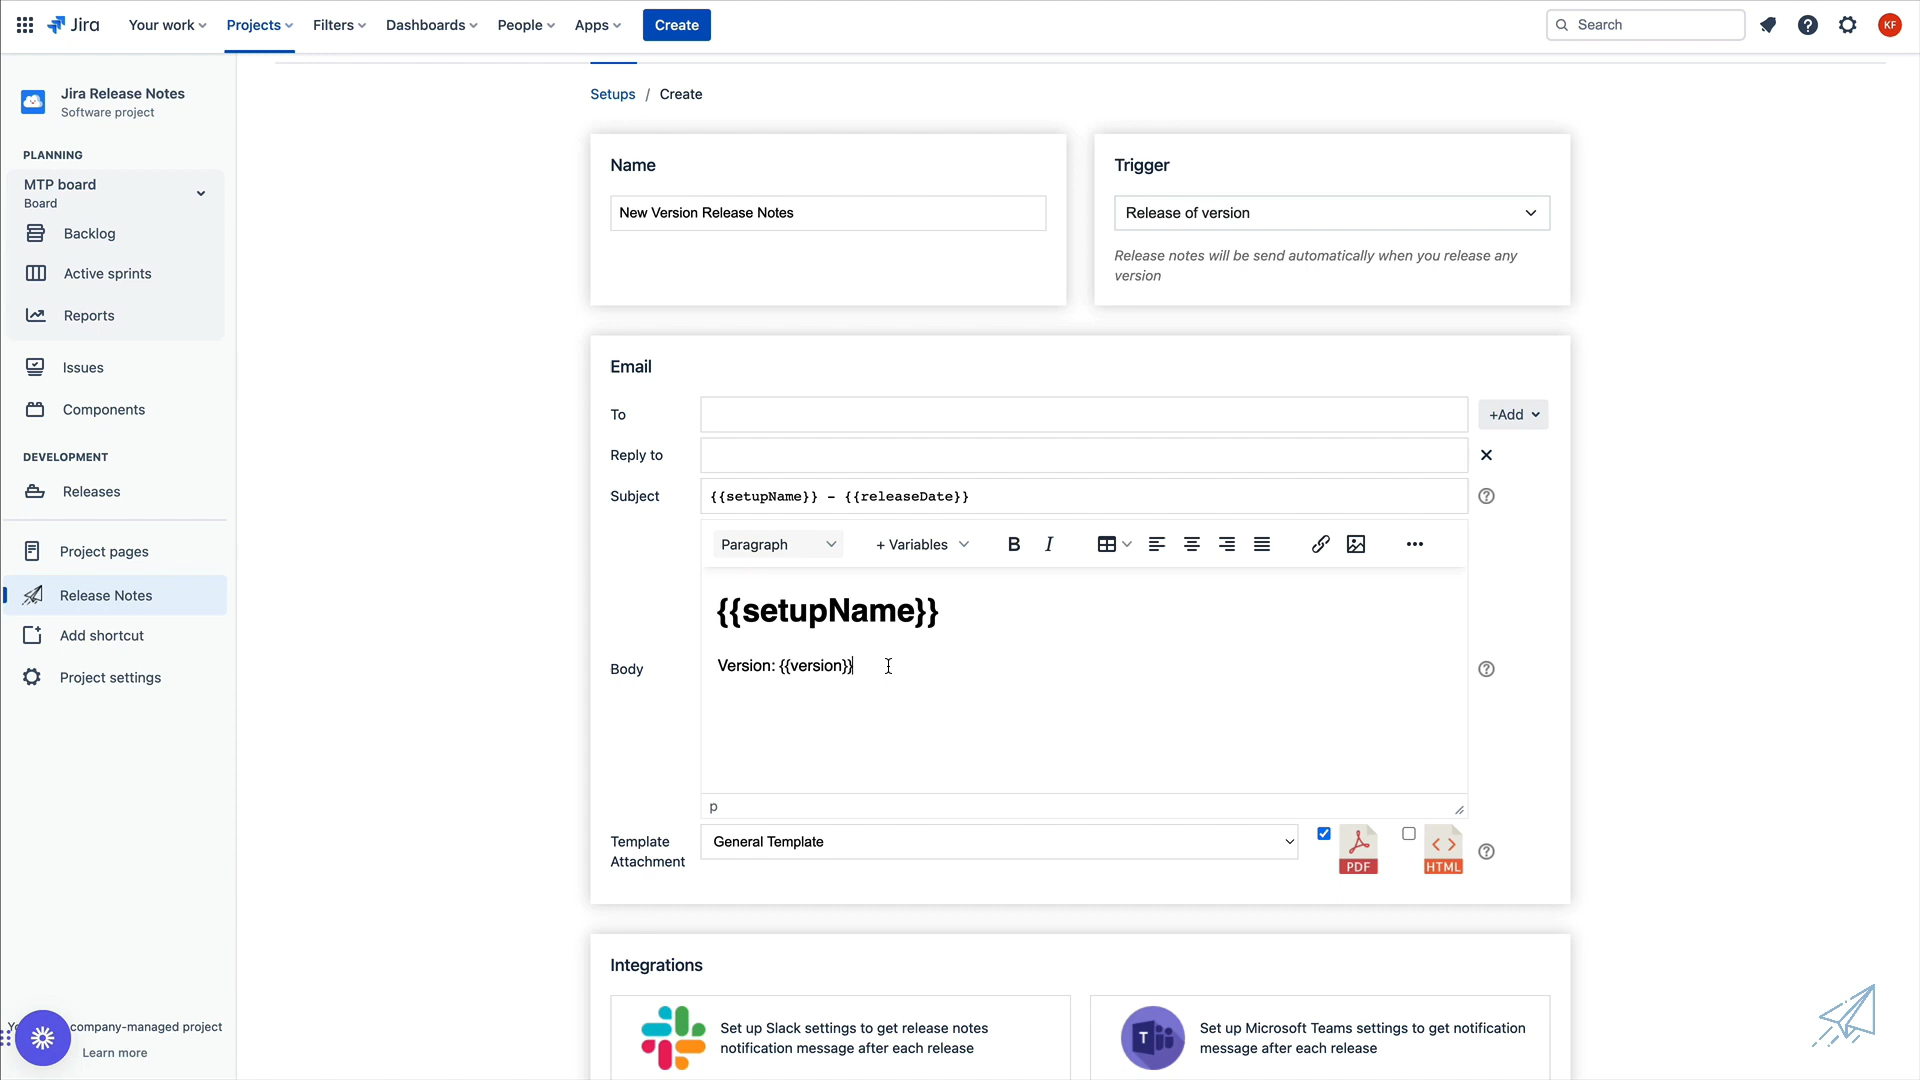 Jira
Your work
Projects
Filters
Dashboards
People
Apps
Create
Search
KF
Jira Release Notes
Software project
PLANNING
MTP board
Board
Backlog
Active sprints
Reports
Issues
Components
DEVELOPMENT
Releases
Project pages
Release Notes
Add shortcut
Project settings
company-managed project
Learn more
Setups / Create
Name
New Version Release Notes
Trigger
Release of version
Release notes will be send automatically when you release any
version
Email
To
+Add
Reply to
Subject
{{setupName}} – {{releaseDate}}
Paragraph
+ Variables
B
I
{{setupName}}
Body
Version: {{version}}
p
Template
Attachment
General Template
PDF
HTML
Integrations
Set up Slack settings to get release notes
notification message after each release
T
Set up Microsoft Teams settings to get notification
message after each release